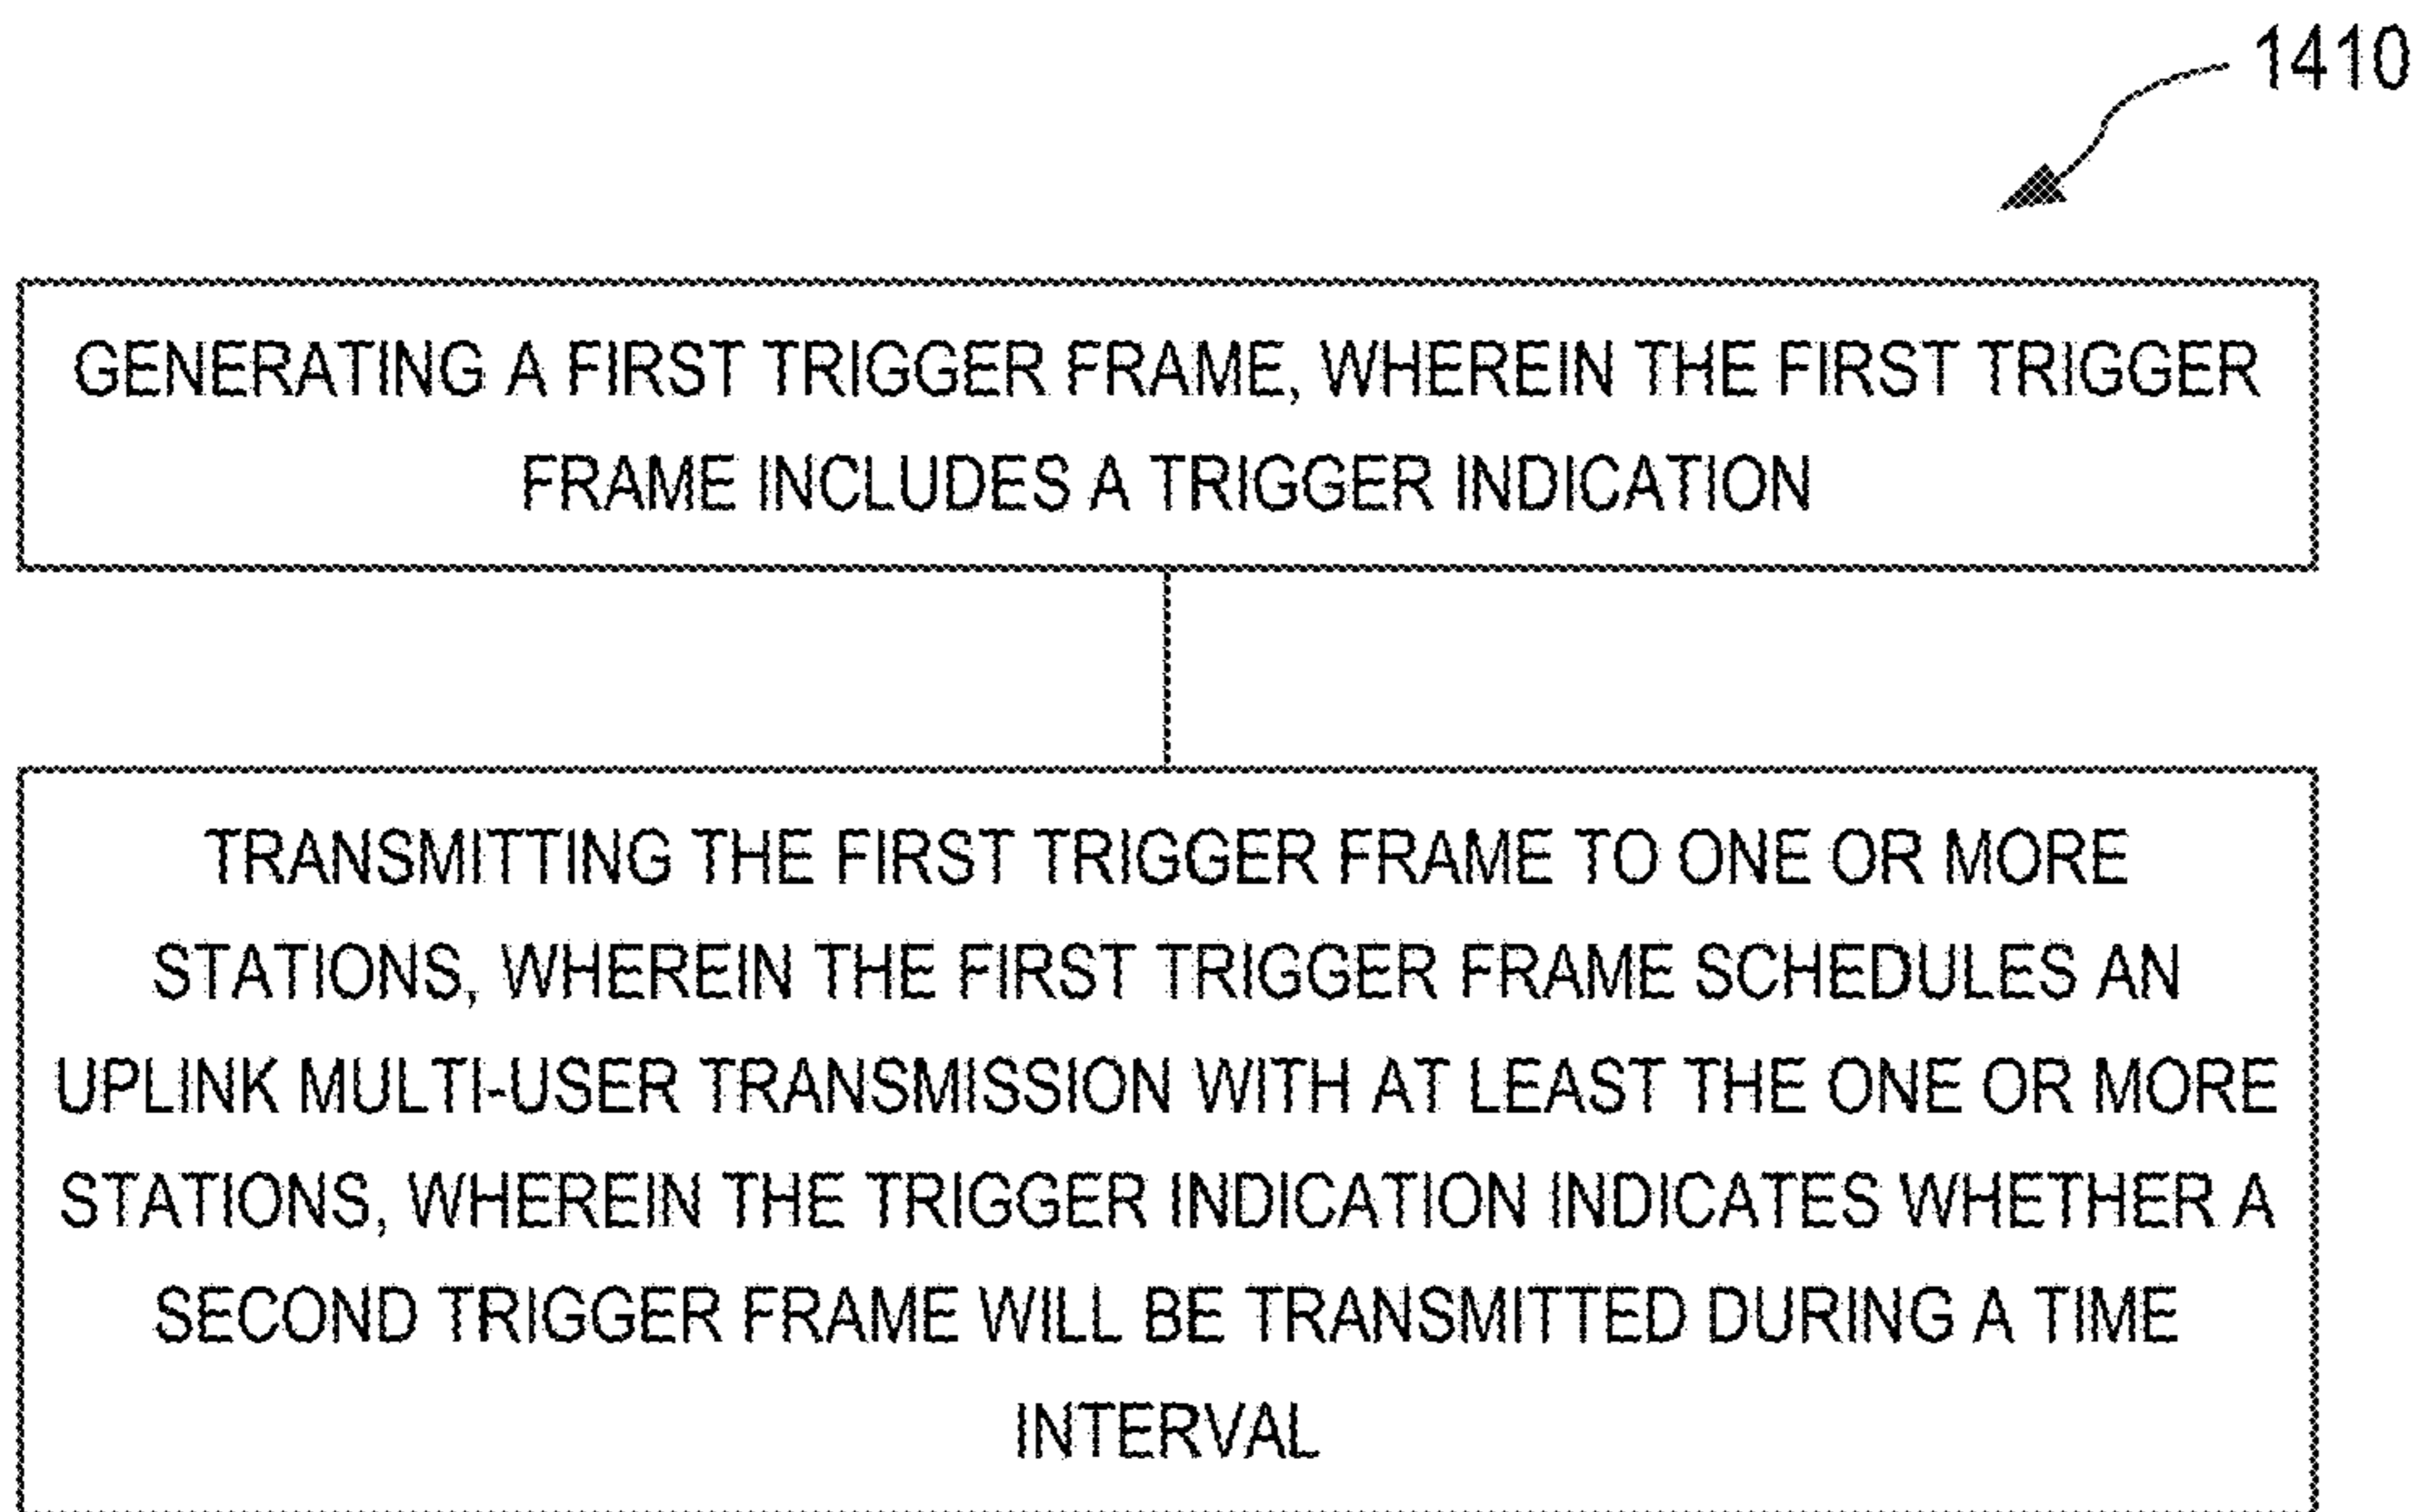 1410
GENERATING A FIRST TRIGGER FRAME, WHEREIN THE FIRST TRIGGER
FRAME INCLUDES A TRIGGER INDICATION
TRANSMITTING THE FIRST TRIGGER FRAME TO ONE OR MORE
STATIONS, WHEREIN THE FIRST TRIGGER FRAME SCHEDULES AN
UPLINK MULTI-USER TRANSMISSION WITH AT LEAST THE ONE OR MORE
STATIONS, WHEREIN THE TRIGGER INDICATION INDICATES WHETHER A
SECOND TRIGGER FRAME WILL BE TRANSMITTED DURING A TIME
INTERVAL